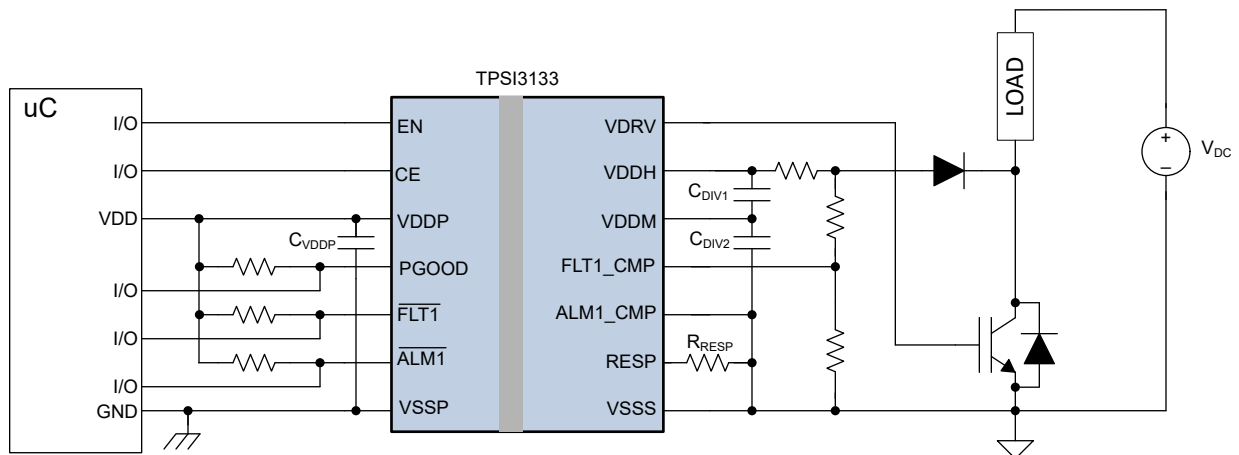 TPSI3133
uC
I/O
I/O
VDD
I/O
I/O
I/O
GND
C_VDDP
EN
CE
VDDP
PGOOD
FLT1
ALM1
VSSP
VDRV
VDDH
VDDM
FLT1_CMP
ALM1_CMP
RESP
VSSS
C_DIV1
C_DIV2
R_RESP
LOAD
+
–
V_DC